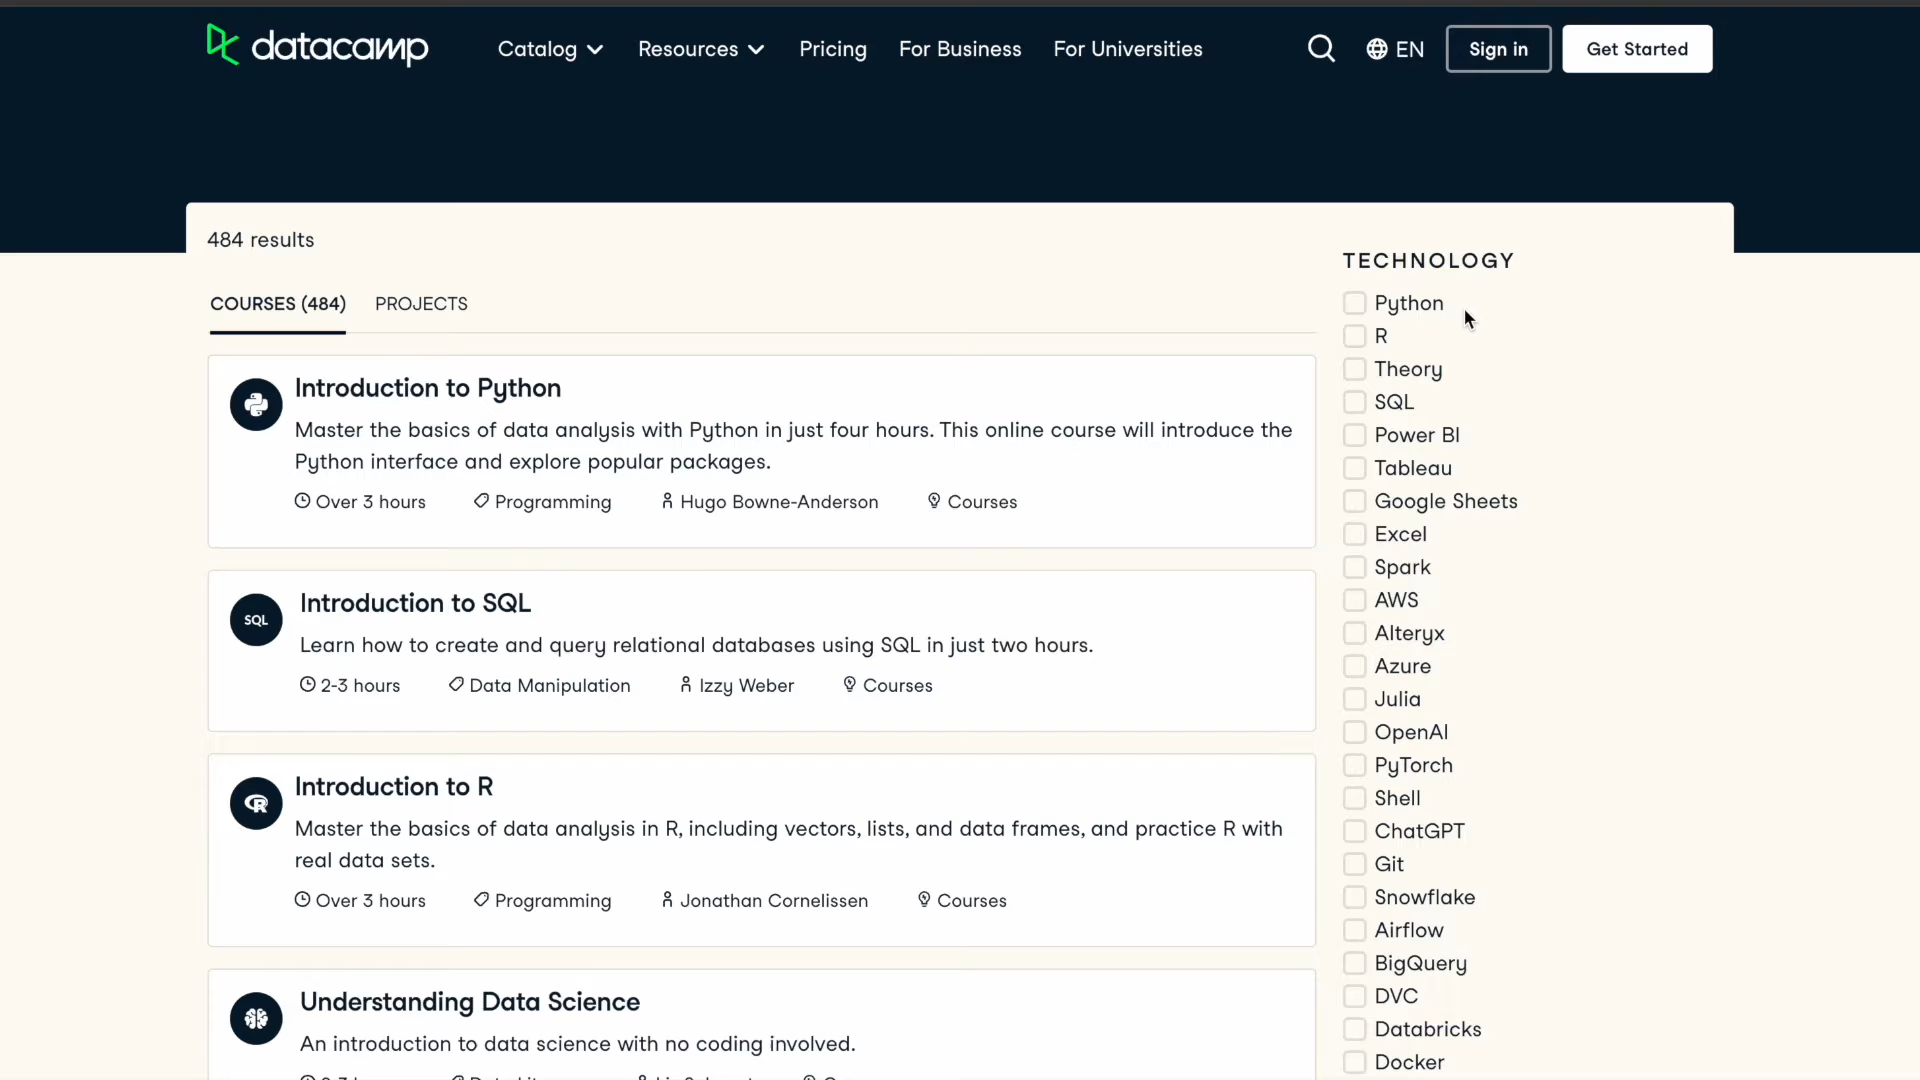 datacamp
Catalog
Resources
Pricing
For Business
For Universities
EN
Sign in
Get Started
484 results
COURSES (484)
PROJECTS
Introduction to Python
Master the basics of data analysis with Python in just four hours. This online course will introduce the
Python interface and explore popular packages.
Over 3 hours
Programming
Hugo Bowne-Anderson
Courses
SQL
Introduction to SQL
Learn how to create and query relational databases using SQL in just two hours.
2-3 hours
Data Manipulation
Izzy Weber
Courses
R
Introduction to R
Master the basics of data analysis in R, including vectors, lists, and data frames, and practice R with
real data sets.
Over 3 hours
Programming
Jonathan Cornelissen
Courses
Understanding Data Science
An introduction to data science with no coding involved.
TECHNOLOGY
Python
R
Theory
SQL
Power BI
Tableau
Google Sheets
Excel
Spark
AWS
Alteryx
Azure
Julia
OpenAI
PyTorch
Shell
ChatGPT
Git
Snowflake
Airflow
BigQuery
DVC
Databricks
Docker